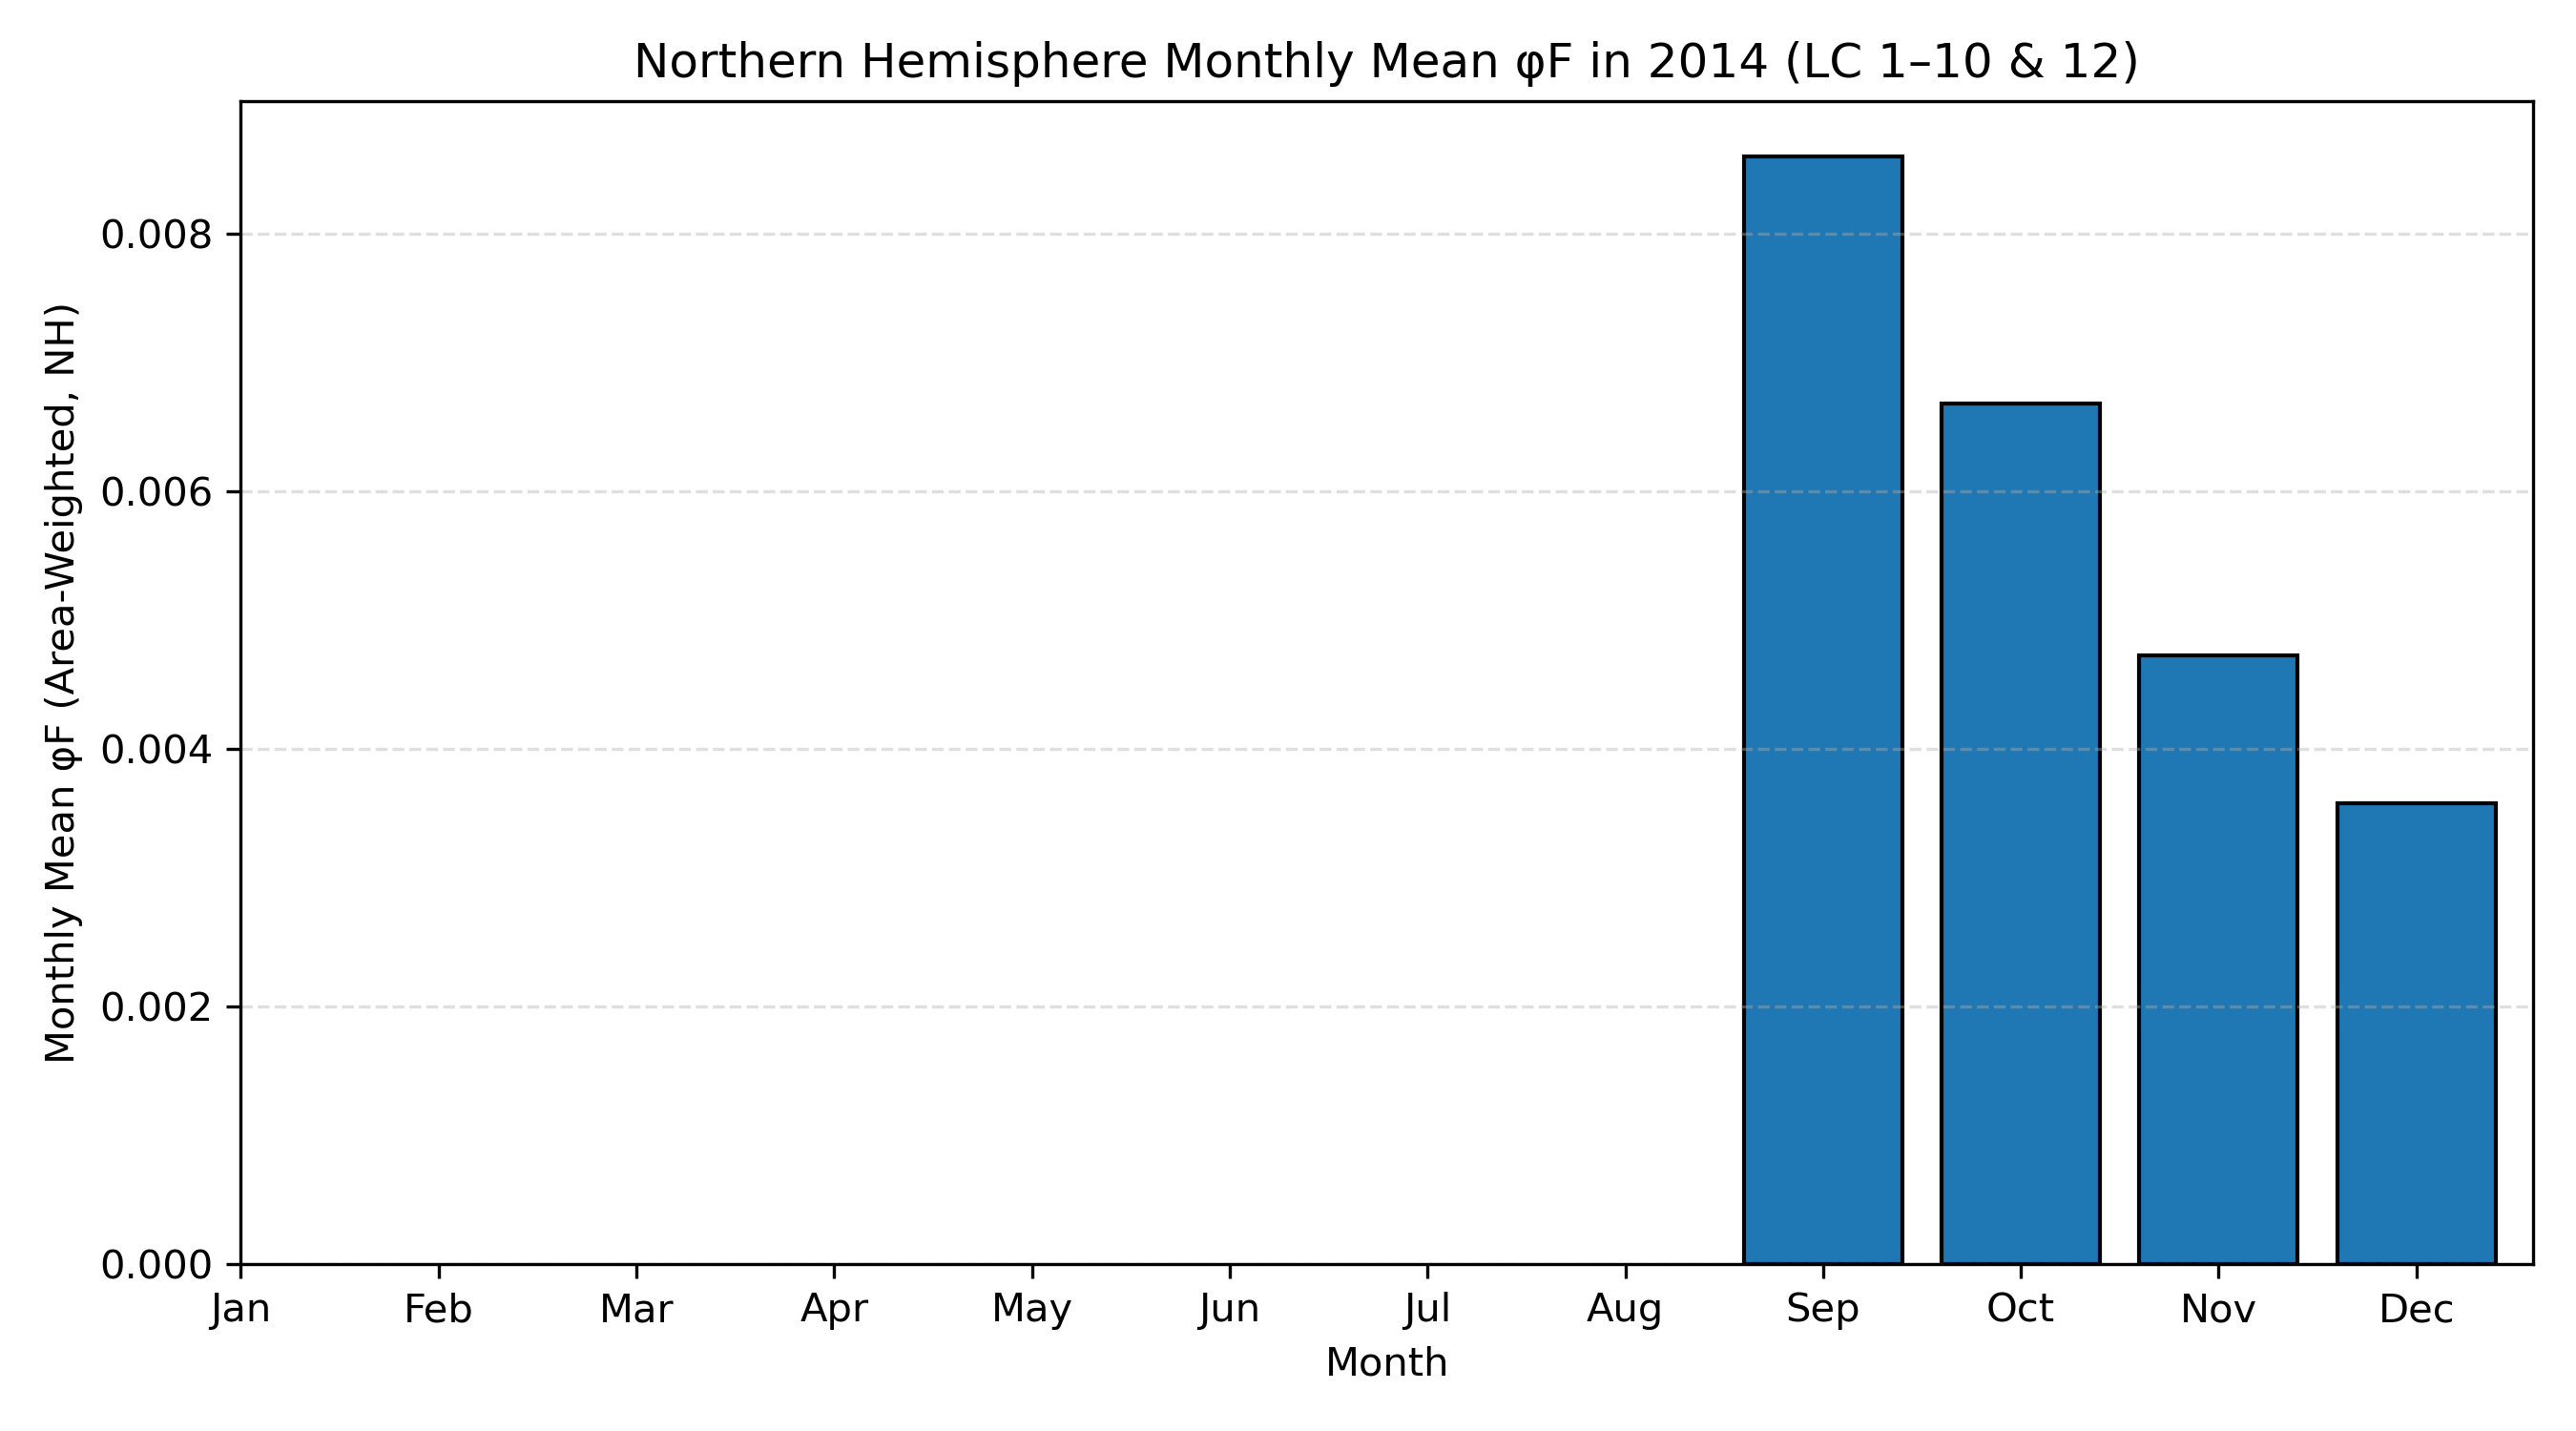 Northern Hemisphere Monthly Mean φF in 2014 (LC 1–10 & 12)
Monthly Mean φF (Area-Weighted, NH)
0.008
0.006
0.004
0.002
0.000
Jan Feb Mar Apr May Jun Jul Aug Sep Oct Nov Dec
Month